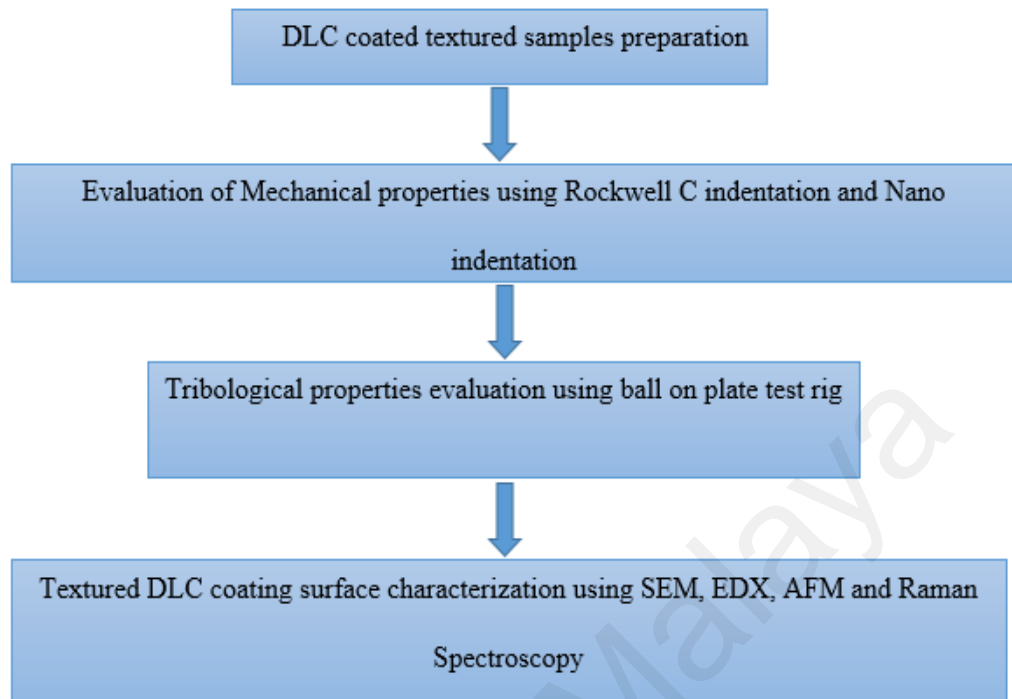 DLC coated textured samples preparation
Evaluation of Mechanical properties using Rockwell C indentation and Nano
indentation
Tribological properties evaluation using ball on plate test rig
Textured DLC coating surface characterization using SEM, EDX, AFM and Raman
Spectroscopy
Malaya